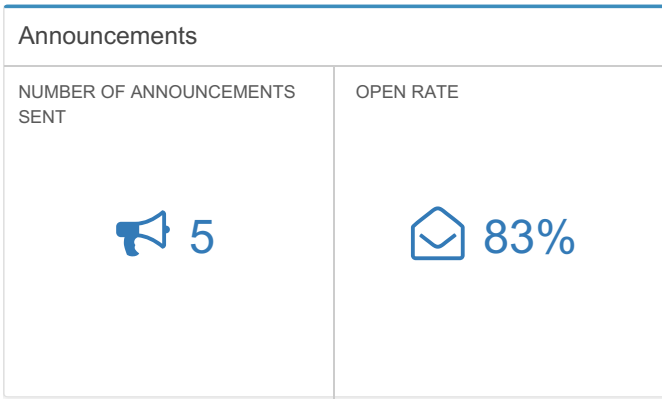 Announcements
NUMBER OF ANNOUNCEMENTS
SENT
OPEN RATE
5
83%